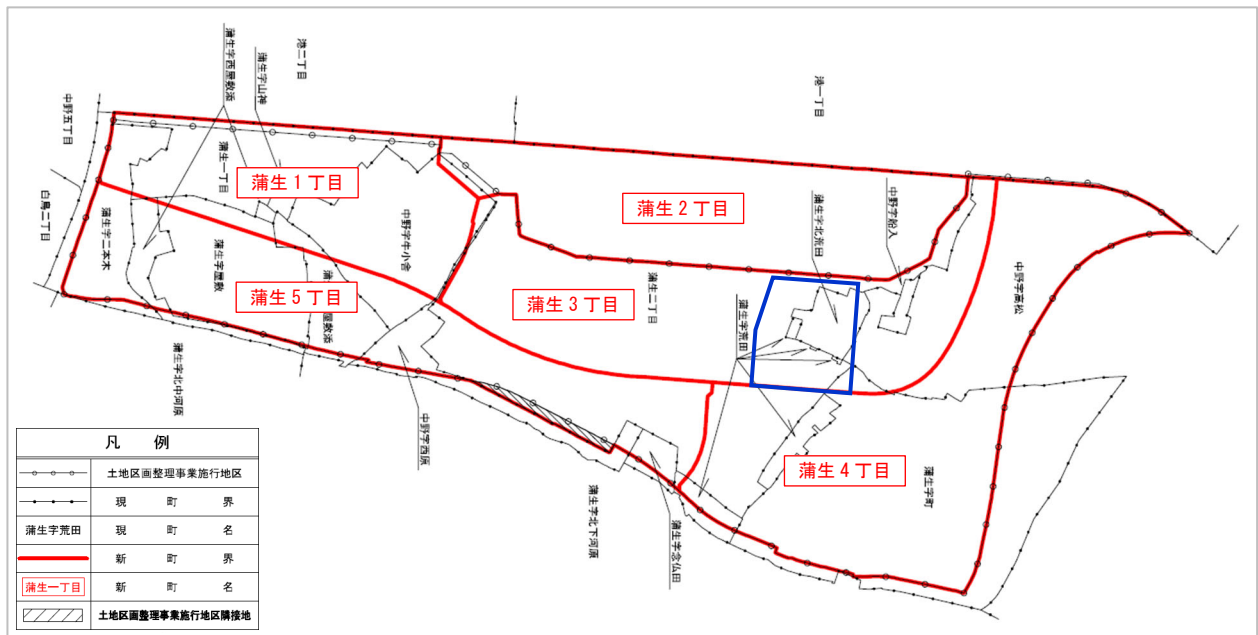 港二丁目
蒲生字西屋敷添
蒲生字山神
港一丁目
中野五丁目
蒲生一丁目
蒲生1丁目
蒲生2丁目
蒲生字北荒田
中野字船入
白鳥二丁目
蒲生字二本木
蒲生字屋敷
中野字牛小舎
蒲生5丁目
屋敷添
蒲生3丁目
蒲生二丁目
蒲生字荒田
中野字高松
蒲生字北中河原
中野字西原
蒲生4丁目
蒲生字町
蒲生字北下河原
蒲生字念仏田
凡 例
土地区画整理事業施行地区
現 町 界
蒲生字荒田 現 町 名
新 町 界
蒲生一丁目 新 町 名
土地区画整理事業施行地区隣接地